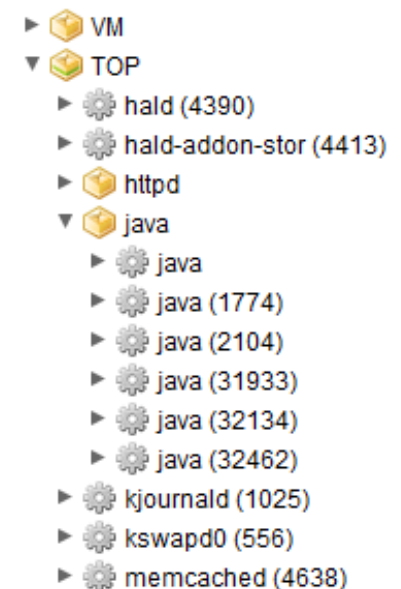 VM
TOP
hald (4390)
hald-addon-stor (4413)
httpd
java
java
java (1774)
java (2104)
java (31933)
java (32134)
java (32462)
kjournald (1025)
kswapd0 (556)
memcached (4638)